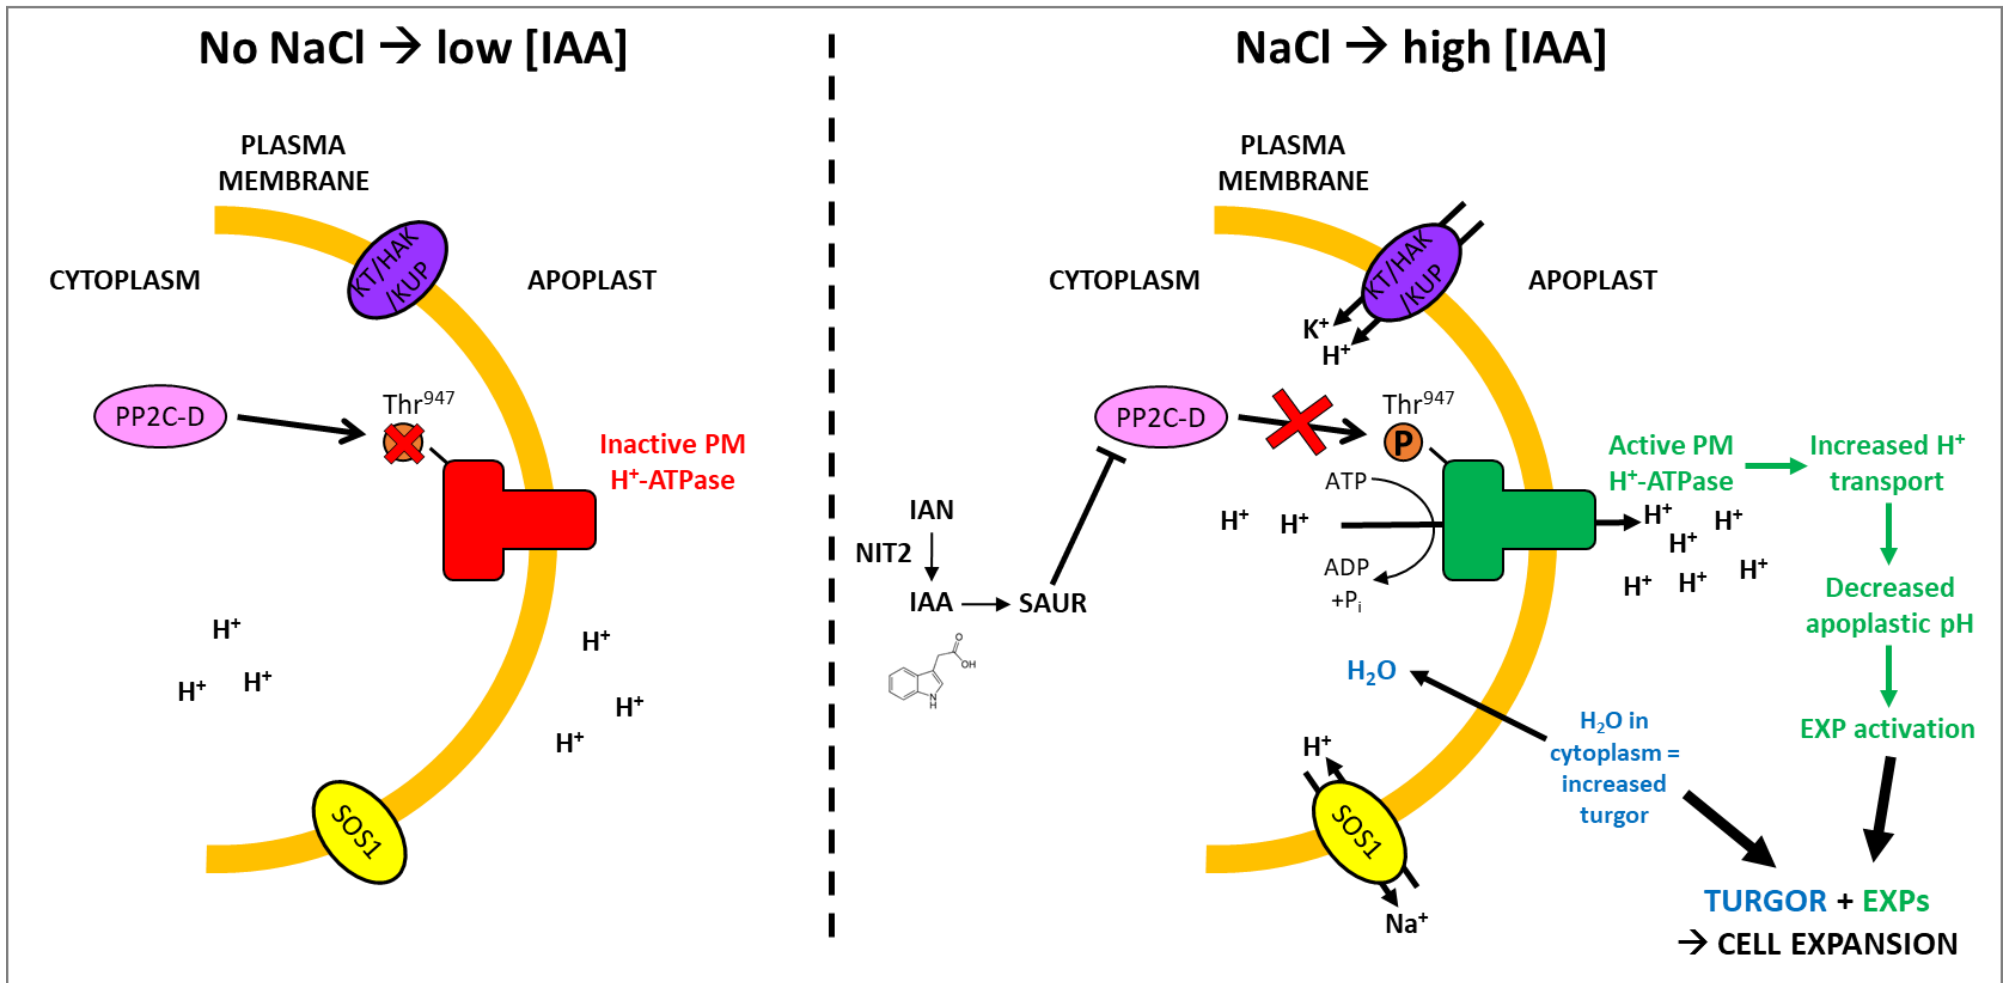 No NaCl → low [IAA]
PLASMA
MEMBRANE
CYTOPLASM
KT/HAK
/KUP
APOPLAST
PP2C-D
Thr⁹⁴⁷
Inactive PM
H⁺-ATPase
H⁺
H⁺
H⁺
H⁺
H⁺
H⁺
SOS1
NaCl → high [IAA]
PLASMA
MEMBRANE
CYTOPLASM
KT/HAK
/KUP
APOPLAST
K⁺
H⁺
PP2C-D
Thr⁹⁴⁷
P
IAN
NIT2
IAA
SAUR
O
OH
N
H
ATP
H⁺
H⁺
ADP
+Pᵢ
Active PM
H⁺-ATPase
H⁺
H⁺
H⁺
H⁺
H⁺
H⁺
Increased H⁺
transport
Decreased
apoplastic pH
EXP activation
H₂O
H₂O in
cytoplasm =
increased
turgor
H⁺
SOS1
Na⁺
TURGOR + EXPs
→ CELL EXPANSION